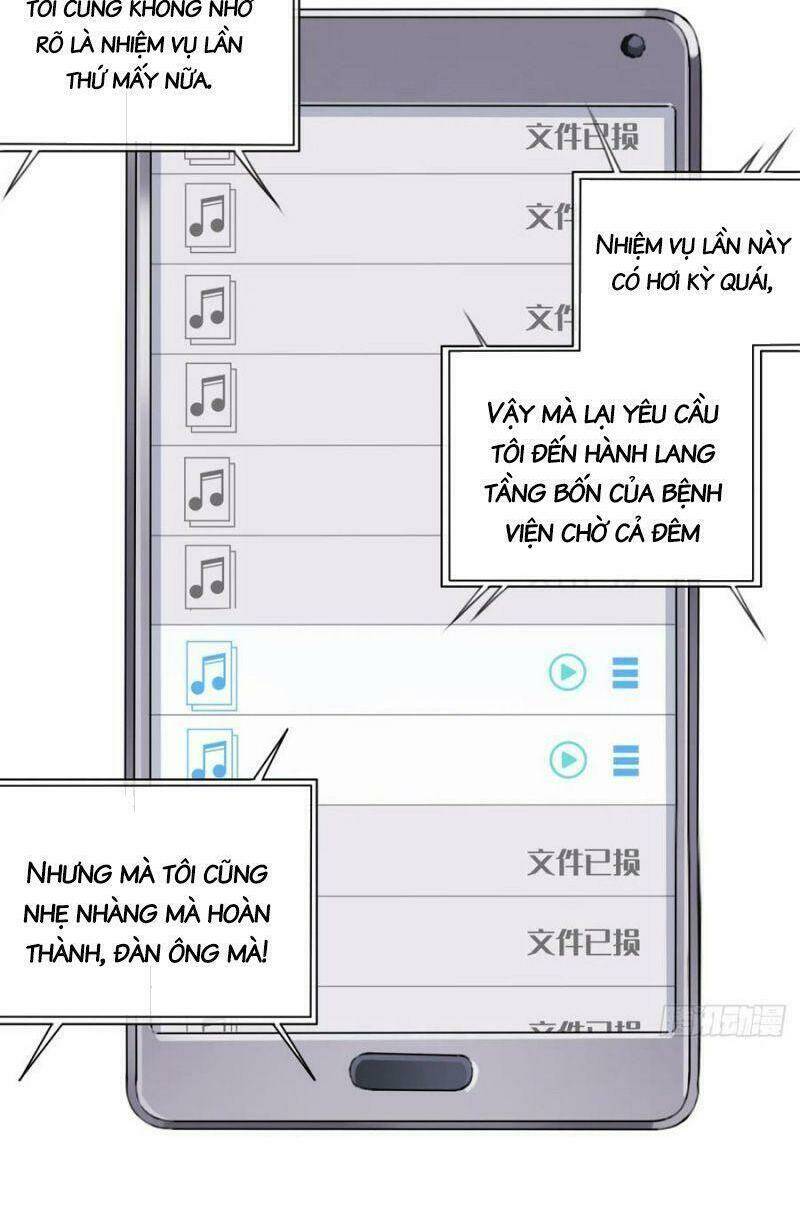 TÔI CŨNG KHÔNG NHỚ
RÕ LÀ NHIỆM VỤ LẦN
THỨ MẤY NỮA.
文件已损
文件
NHIỆM VỤ LẦN NÀY
CÓ HƠI KỲ QUÁI,
文件
VẬY MÀ LẠI YÊU CẦU
TÔI ĐẾN HÀNH LANG
TẦNG BỐN CỦA BỆNH
VIỆN CHỜ CẢ ĐÊM
NHƯNG MÀ TÔI CŨNG
NHẸ NHÀNG MÀ HOÀN
THÀNH, ĐÀN ÔNG MÀ!
文件已损
文件已损
文件已损
腾讯动漫